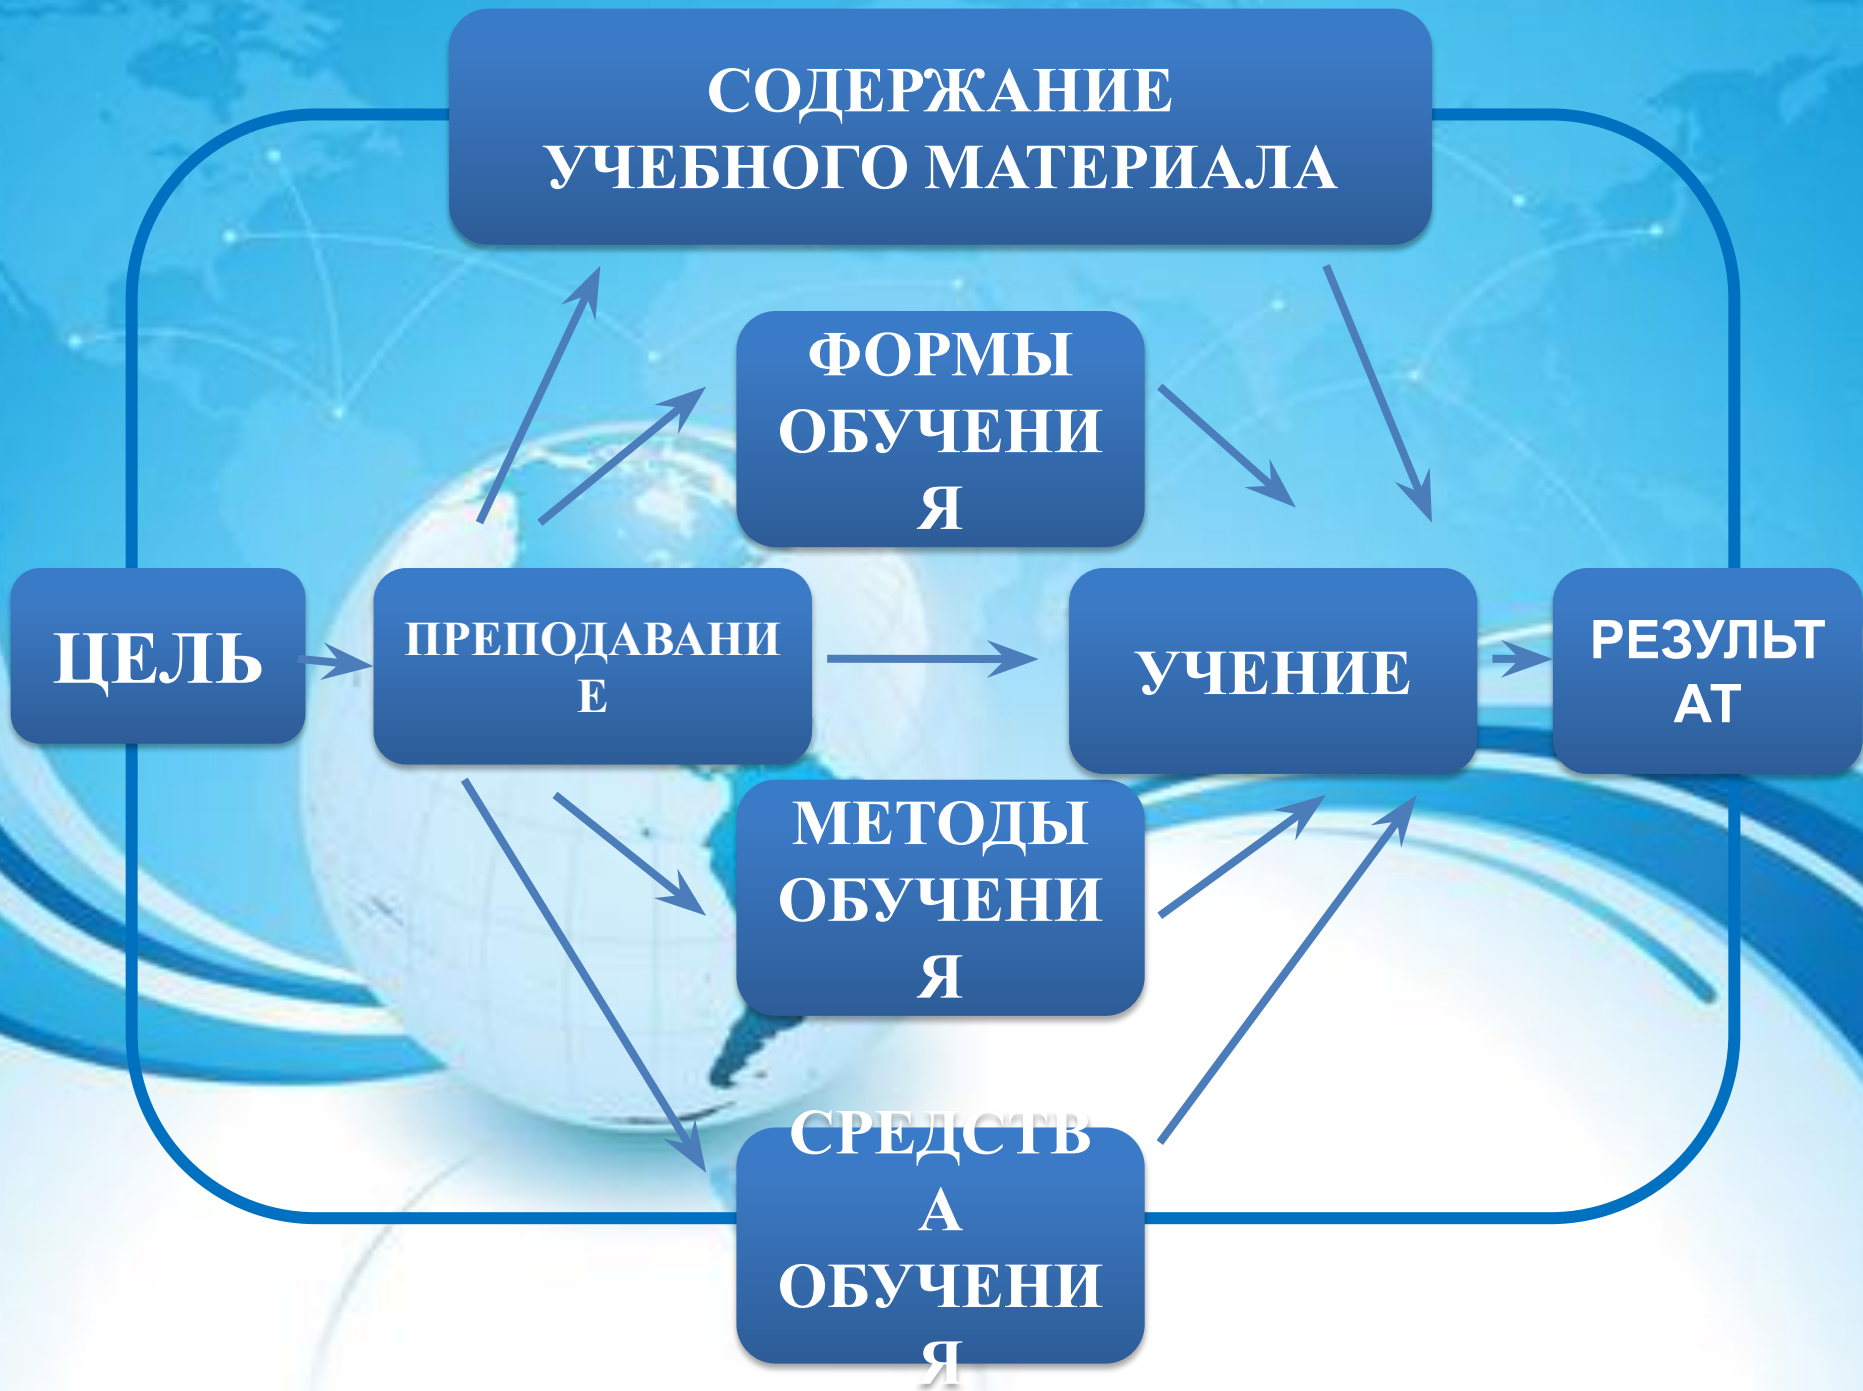 СОДЕРЖАНИЕ
УЧЕБНОГО МАТЕРИАЛА
ФОРМЫ
ОБУЧЕНИ
Я
ЦЕЛЬ
ПРЕПОДАВАНИ
Е
УЧЕНИЕ
РЕЗУЛЬТ
АТ
МЕТОДЫ
ОБУЧЕНИ
Я
СРЕДСТВ
А
ОБУЧЕНИ
Я